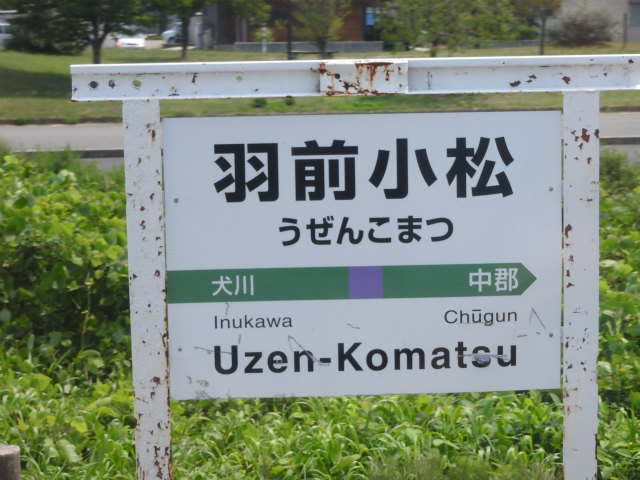 羽前小松
うぜんこまつ
犬川 中郡
Inukawa Chūgun
Uzen-Komatsu